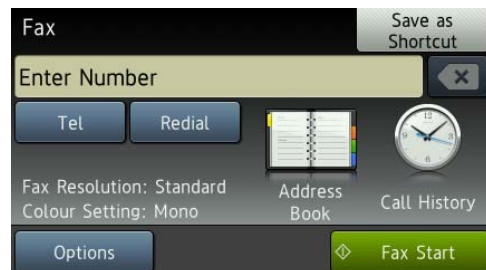 Fax
Save as
Shortcut
Enter Number
Tel
Redial
Fax Resolution: Standard
Colour Setting: Mono
Address
Book
Call History
Options
Fax Start